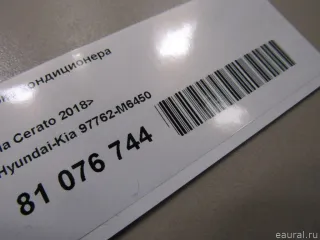 кондиционера
Cerato 2018>
Hyundai-Kia 97762-M6450
81 076 744
eaural.ru